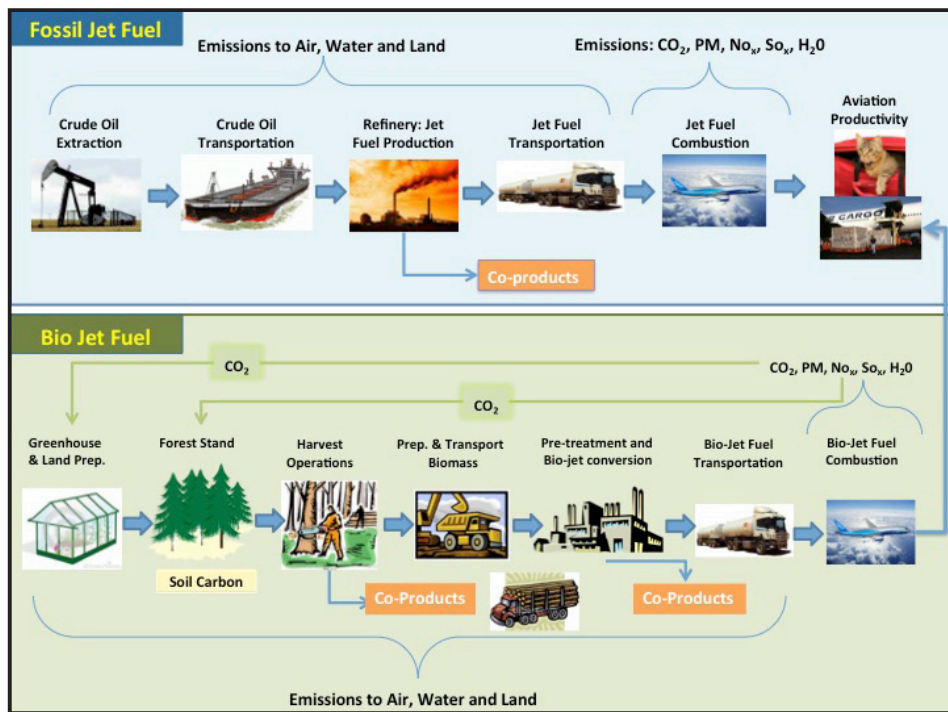 Fossil Jet Fuel
Emissions to Air, Water and Land
Emissions: CO₂, PM, Noₓ, Soₓ, H₂0
Crude Oil
Extraction
Crude Oil
Transportation
Refinery: Jet
Fuel Production
Jet Fuel
Transportation
Jet Fuel
Combustion
Aviation
Productivity
CARGO
Co-products
Bio Jet Fuel
CO₂
CO₂, PM, Noₓ, Soₓ, H₂0
CO₂
Greenhouse
& Land Prep.
Forest Stand
Harvest
Operations
Prep. & Transport
Biomass
Pre-treatment and
Bio-jet conversion
Bio-Jet Fuel
Transportation
Bio-Jet Fuel
Combustion
Soil Carbon
Co-Products
Co-Products
Emissions to Air, Water and Land